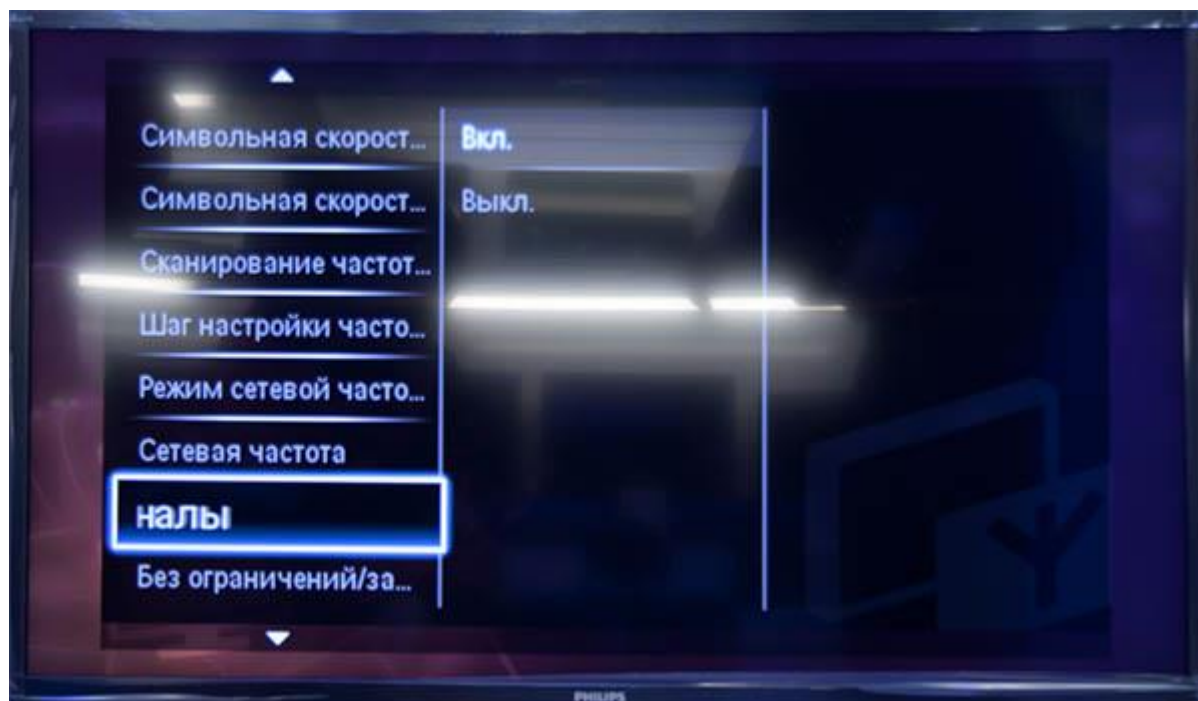 Символьная скорост...
Вкл.
Символьная скорост...
Выкл.
Сканирование частот...
Шаг настройки часто...
Режим сетевой часто...
Сетевая частота
налы
Без ограничений/за...
PHILIPS